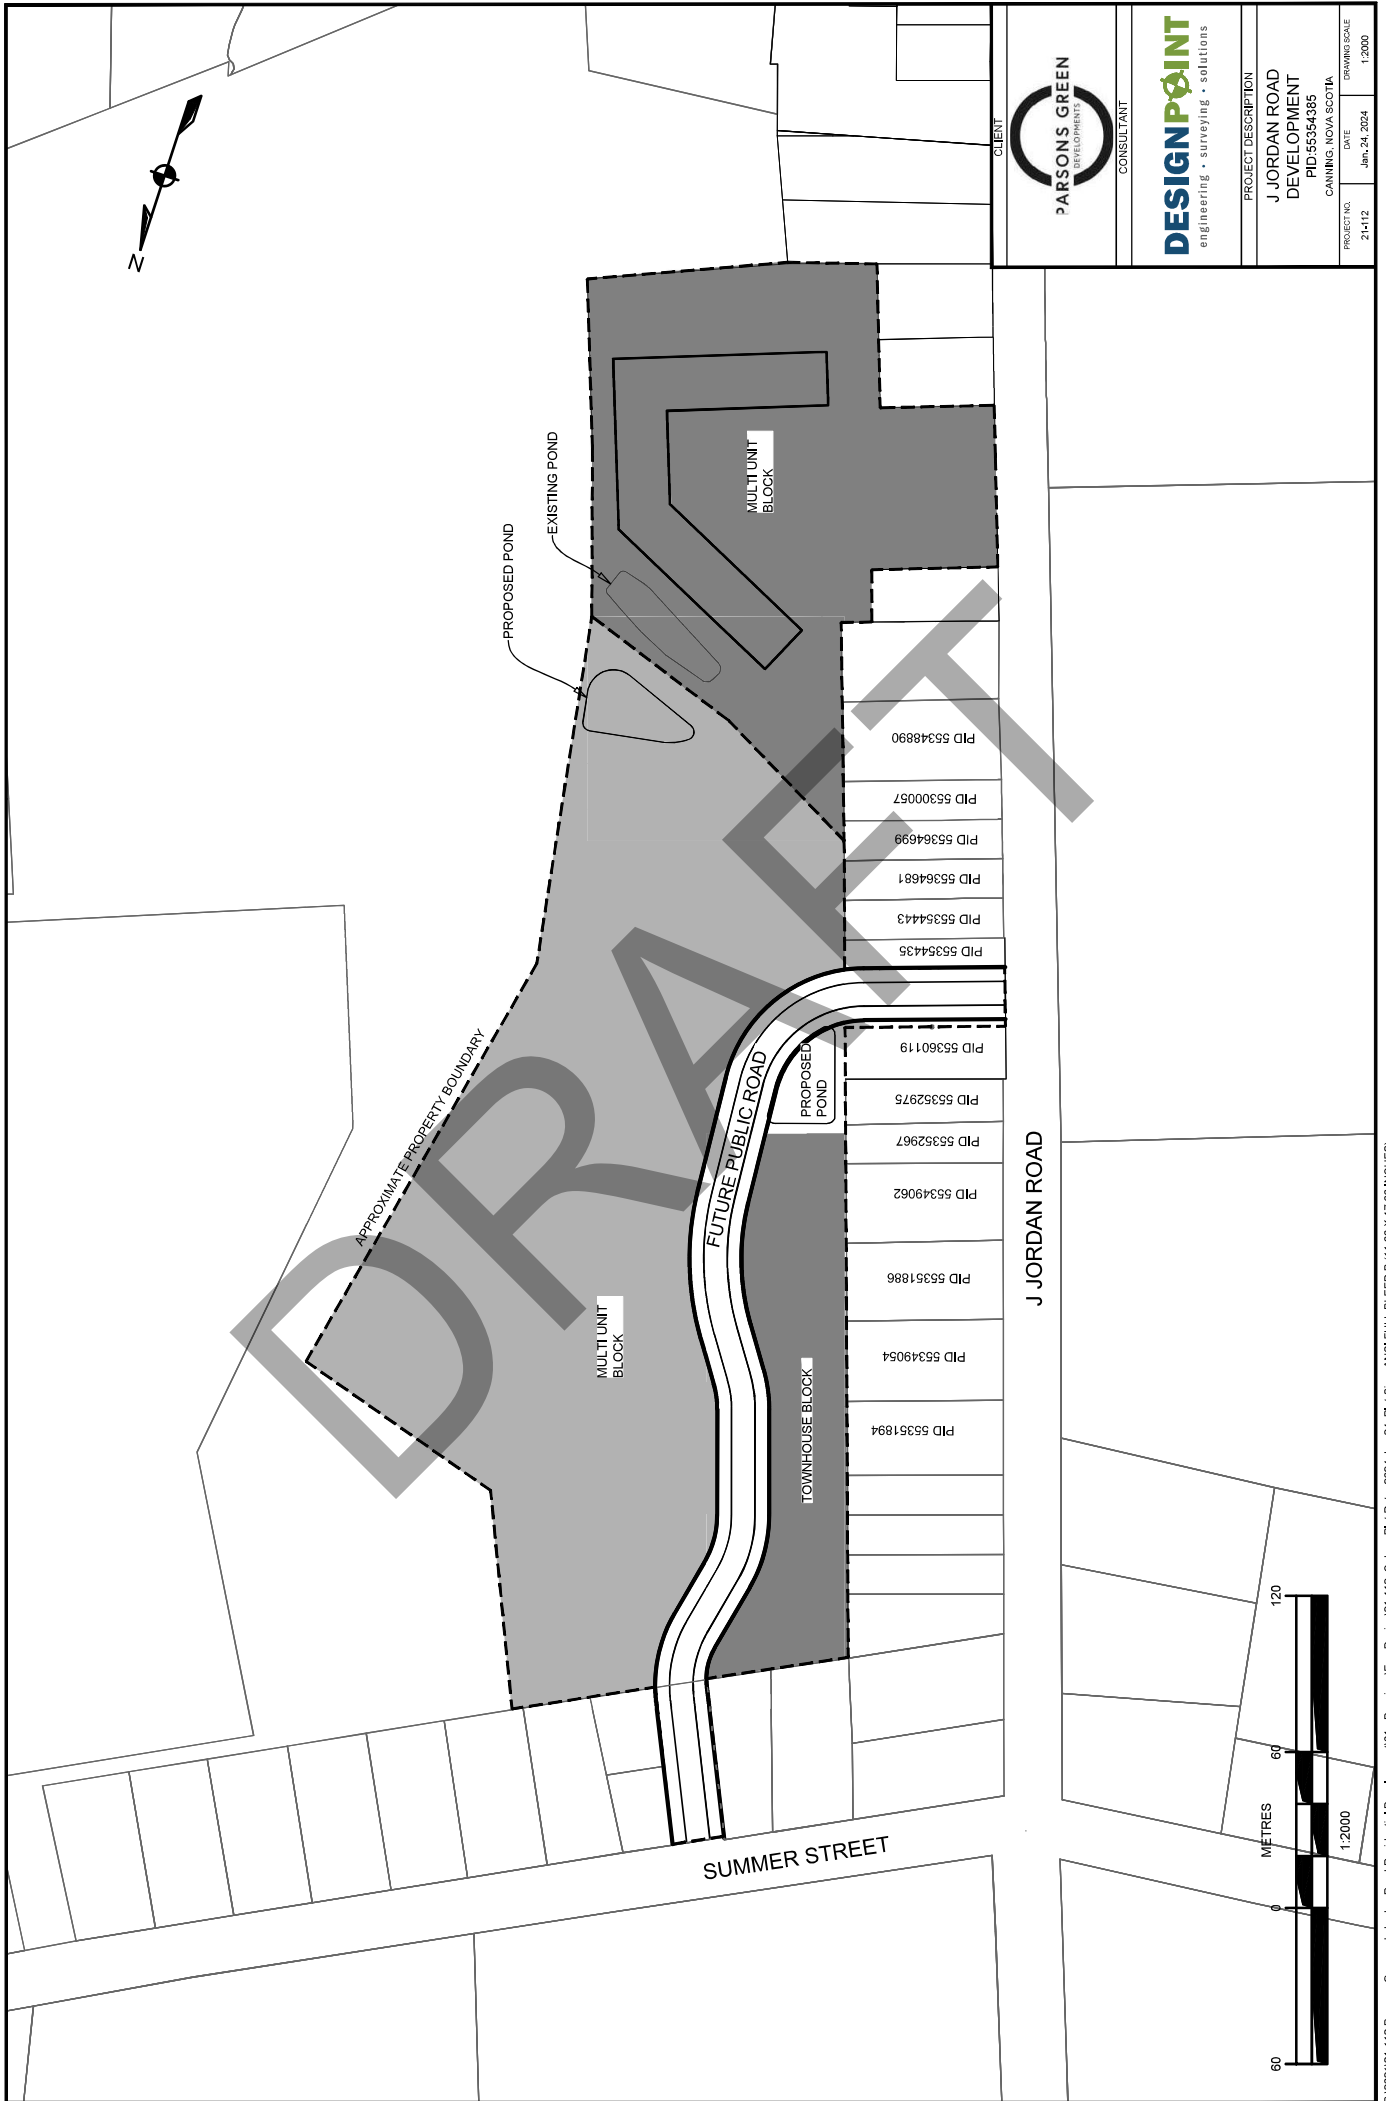 N
PROPOSED POND
EXISTING POND
MULTI UNIT
BLOCK
APPROXIMATE PROPERTY BOUNDARY
MULTI UNIT
BLOCK
FUTURE PUBLIC ROAD
PROPOSED
POND
TOWNHOUSE BLOCK
PID 55348890
PID 55300057
PID 55364699
PID 55364681
PID 55354443
PID 55354435
PID 55360119
PID 55352975
PID 55352967
PID 55349062
PID 55351886
PID 55349054
PID 55351894
J JORDAN ROAD
SUMMER STREET
DRAFT
METRES
60 0 60 120
1:2000
CLIENT
PARSONS GREEN
DEVELOPMENTS
CONSULTANT
DESIGNPOINT
engineering • surveying • solutions
PROJECT DESCRIPTION
J JORDAN ROAD
DEVELOPMENT
PID:55354385
CANNING, NOVA SCOTIA
PROJECT NO. DATE DRAWING SCALE
21-112 Jan. 24, 2024 1:2000